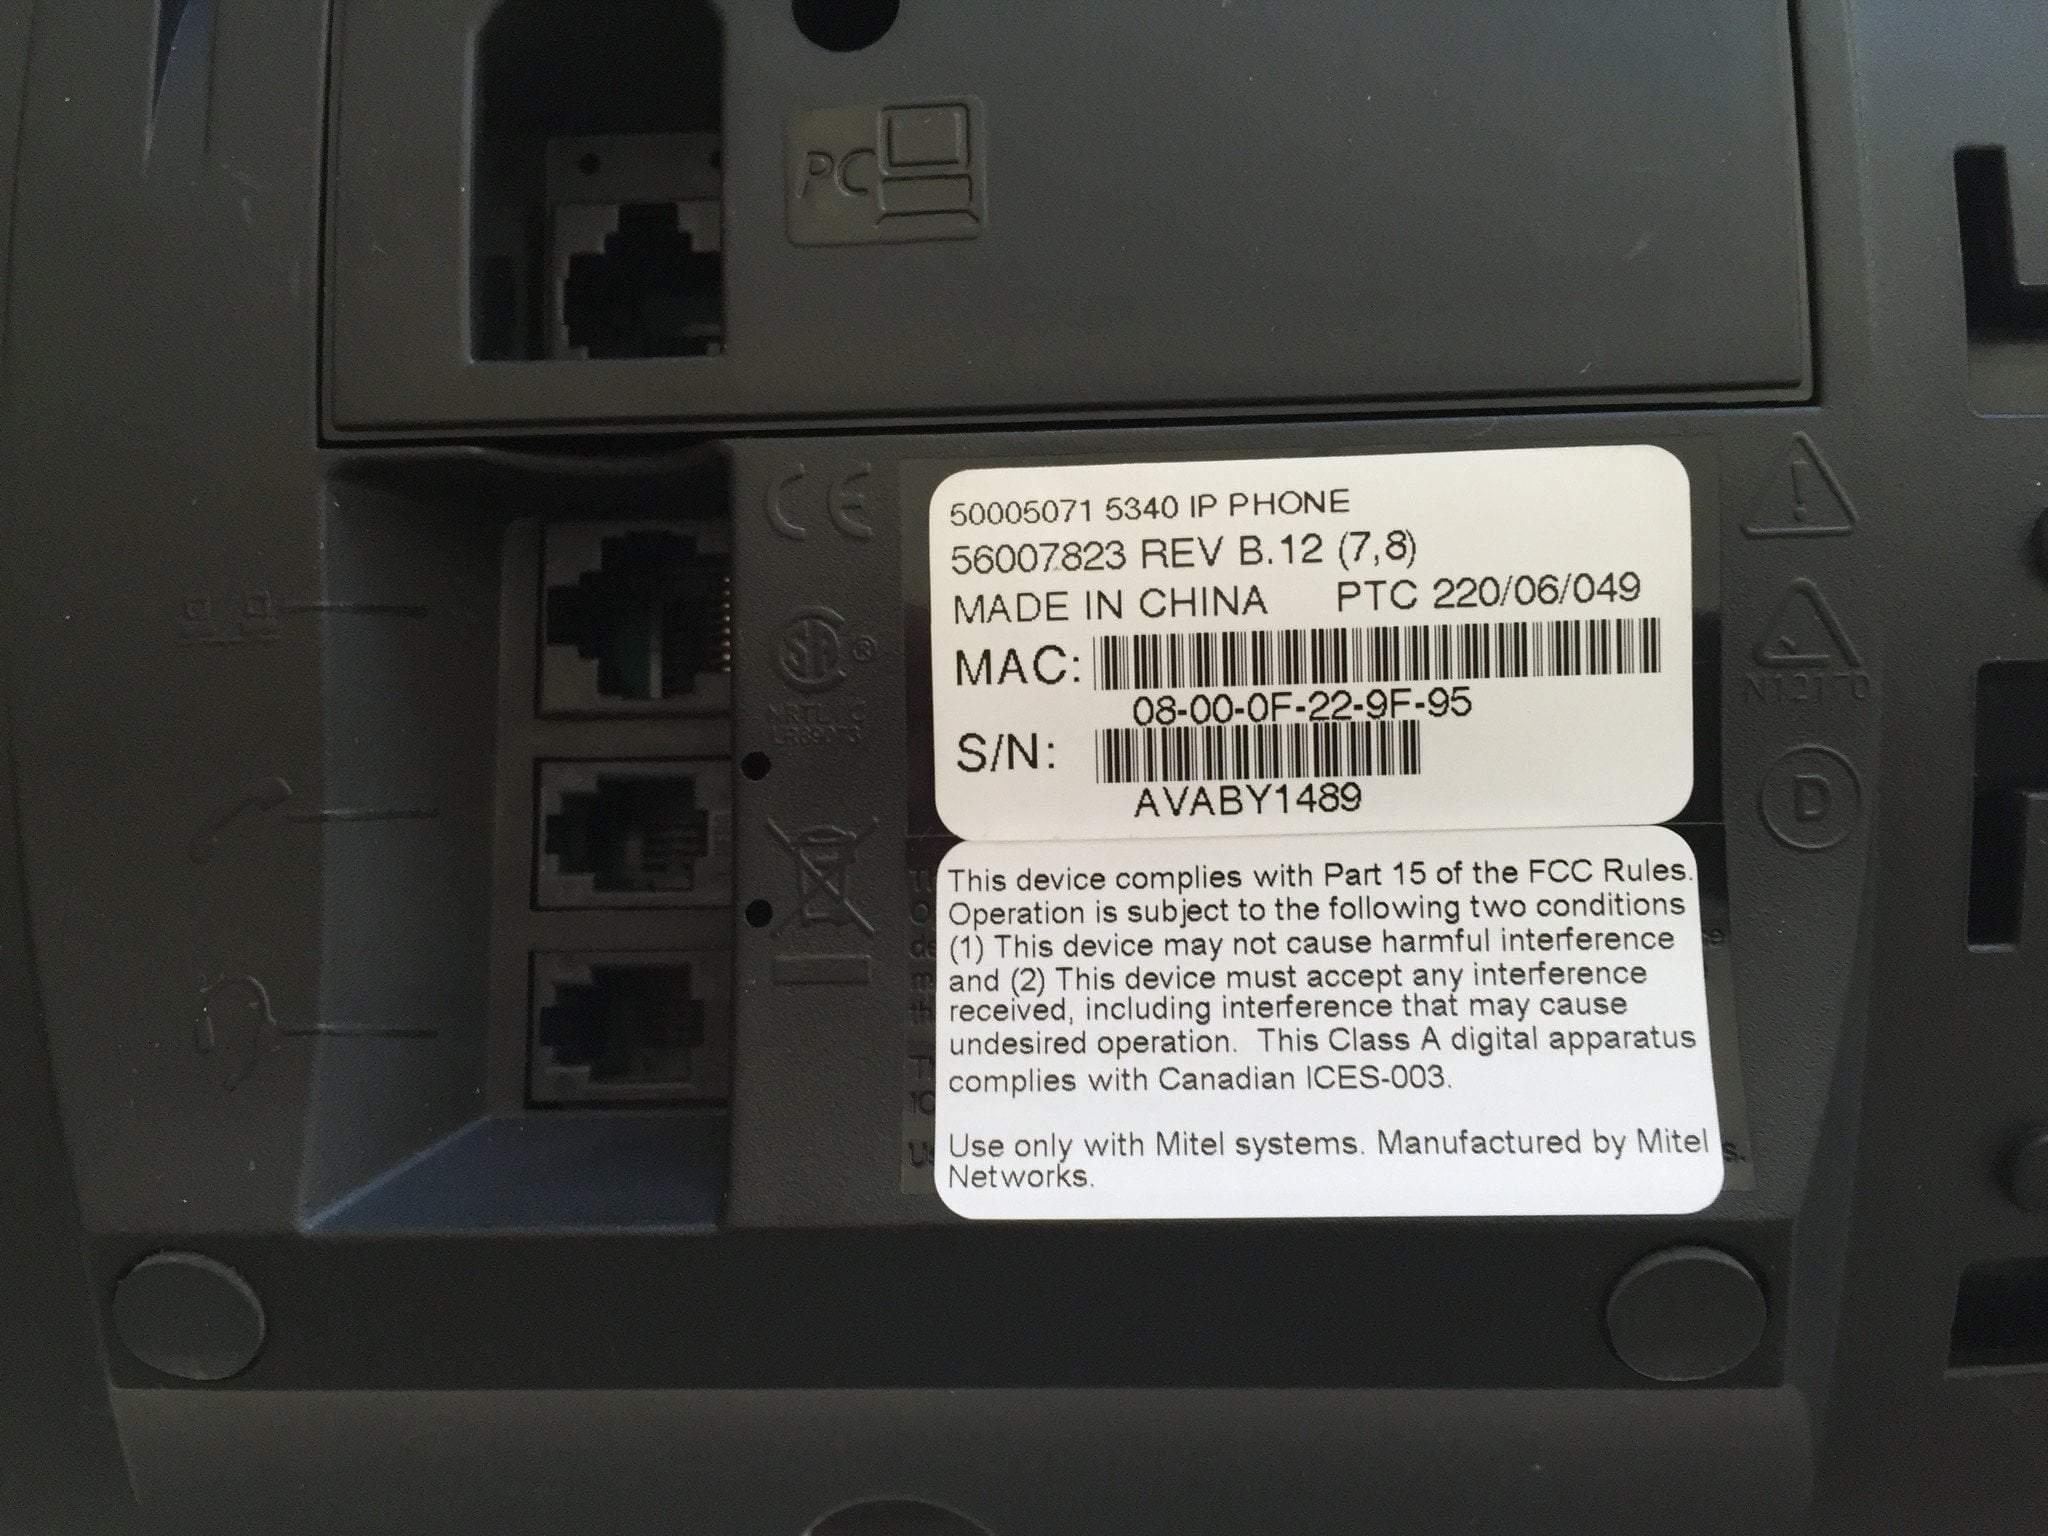 PC
50005071 5340 IP PHONE
56007823 REV B.12 (7,8)
MADE IN CHINA PTC 220/06/049
MAC:
08-00-0F-22-9F-95
S/N:
AVABY1489
CE
®
N12170
D
This device complies with Part 15 of the FCC Rules.
Operation is subject to the following two conditions
(1) This device may not cause harmful interference
and (2) This device must accept any interference
received, including interference that may cause
undesired operation. This Class A digital apparatus
complies with Canadian ICES-003.
Use only with Mitel systems. Manufactured by Mitel
Networks.